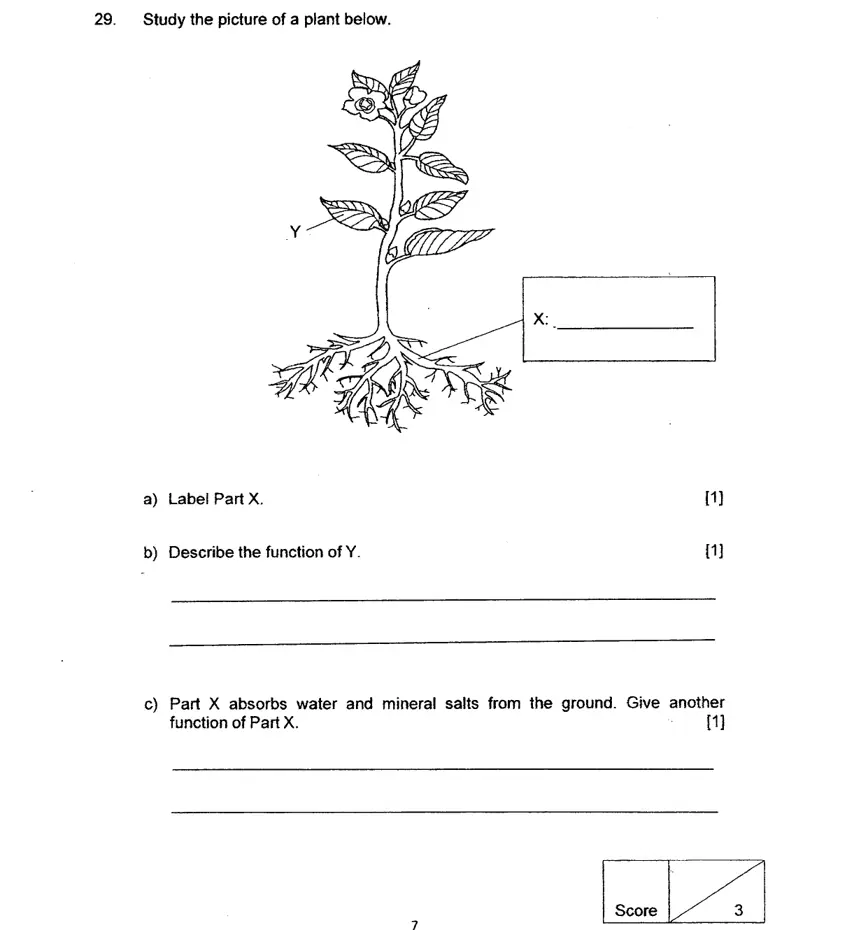 29. Study the picture of a plant below.
Y
X: ____________
a) Label Part X. [1]
b) Describe the function of Y. [1]
c) Part X absorbs water and mineral salts from the ground. Give another
function of Part X. [1]
Score 3
7